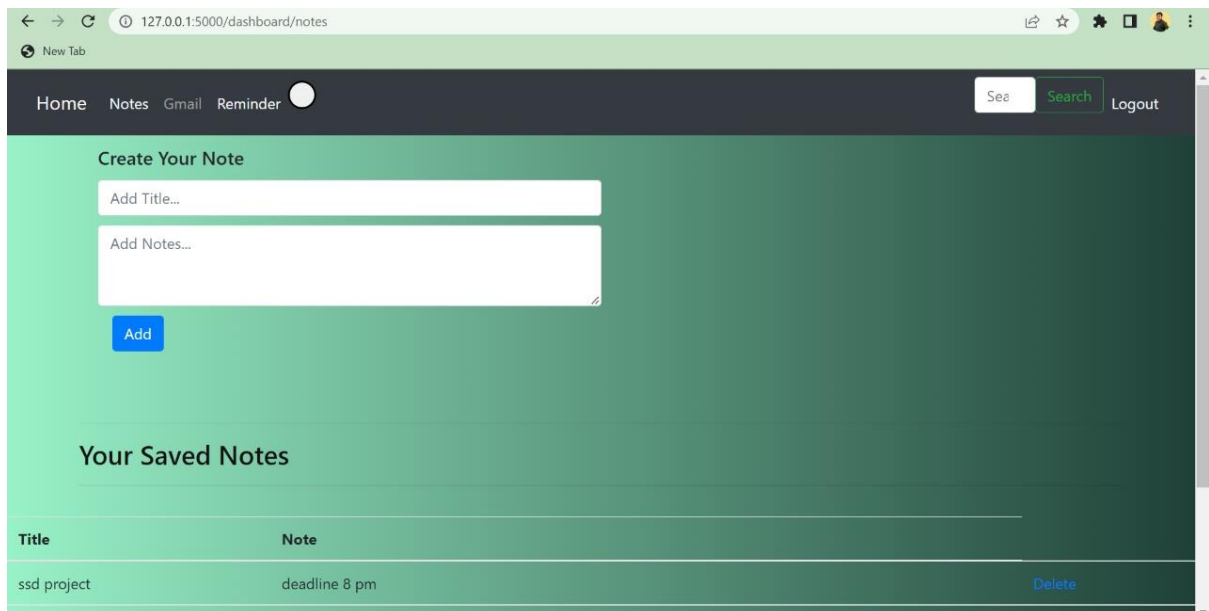 127.0.0.1:5000/dashboard/notes
New Tab
Home Notes Gmail Reminder Sea Search Logout
Create Your Note
Add Title...
Add Notes...
Add
Your Saved Notes
Title Note
ssd project deadline 8 pm Delete